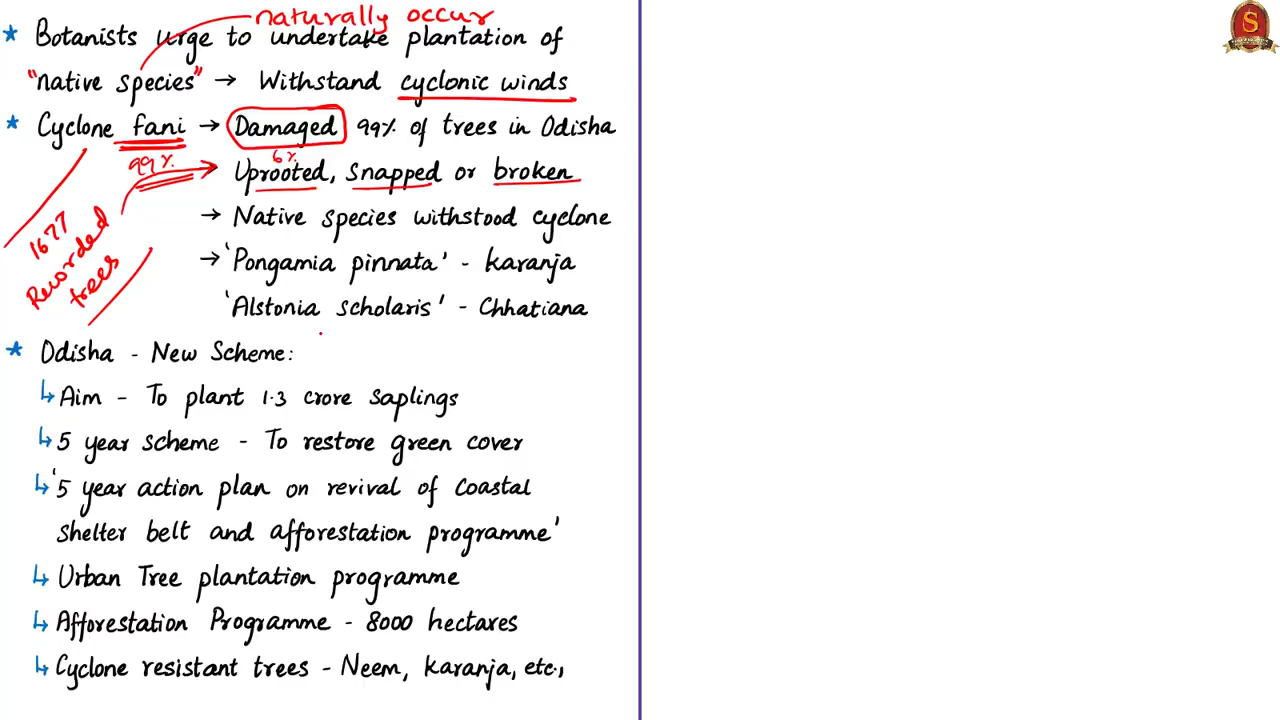 naturally occur
* Botanists urge to undertake plantation of
"native species" → Withstand cyclonic winds
* Cyclone fani → Damaged 99% of trees in Odisha
99%.
6%
→ Uprooted, snapped or broken
1677
Recorded
trees
→ Native species withstood cyclone
→ 'Pongamia pinnata' - karanja
'Alstonia scholaris' - Chhatiana
* Odisha - New Scheme:
↳ Aim - To plant 1.3 crore saplings
↳ 5 year scheme - To restore green cover
↳ '5 year action plan on revival of coastal
shelter belt and afforestation programme'
↳ Urban Tree plantation programme
↳ Afforestation Programme - 8000 hectares
↳ Cyclone resistant trees - Neem, karanja, etc.,
S